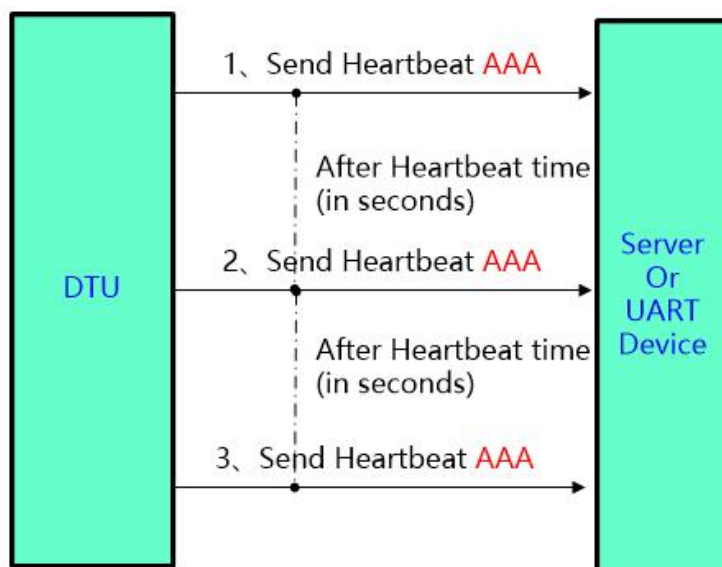 1、Send Heartbeat AAA
After Heartbeat time
(in seconds)
2、Send Heartbeat AAA
DTU
Server
Or
UART
Device
After Heartbeat time
(in seconds)
3、Send Heartbeat AAA